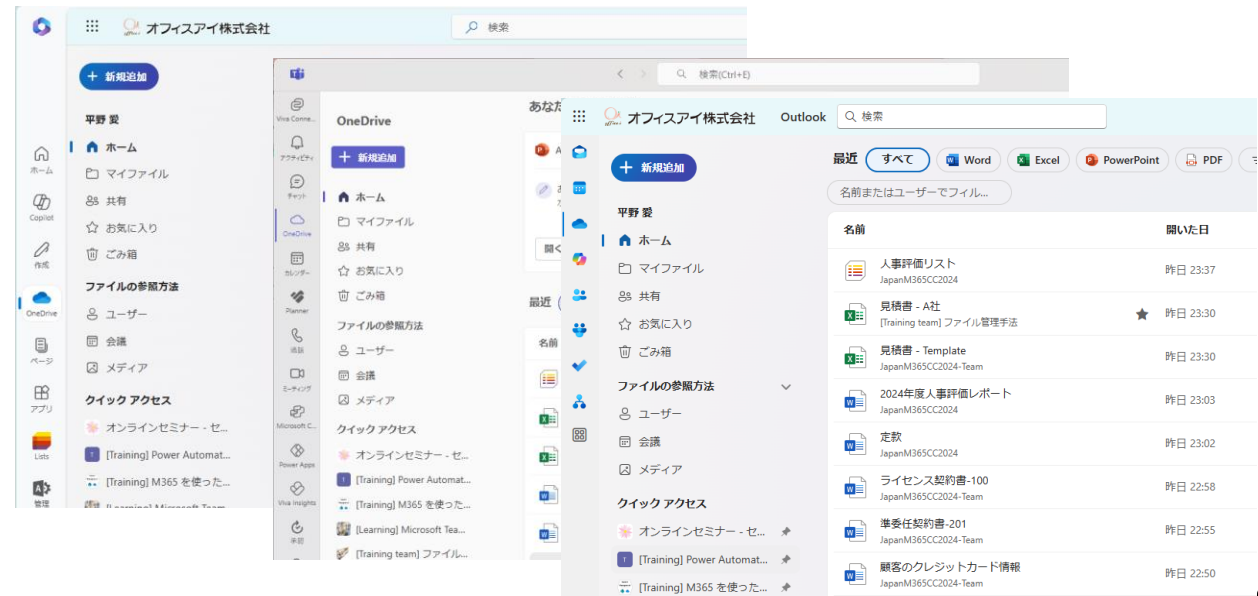 オフィスアイ株式会社
検索
新規追加
平野 愛
ホーム
マイファイル
共有
お気に入り
ごみ箱
ファイルの参照方法
ユーザー
会議
メディア
クイック アクセス
オンラインセミナー - セ...
[Training] Power Automat...
[Training] M365 を使った...
ホーム
Copilot
作成
OneDrive
ページ
アプリ
Lists
管理
検索(Ctrl+E)
Viva Conne...
アクティビティ
チャット
OneDrive
カレンダー
Planner
通話
ミーティング
Microsoft C...
Power Apps
Viva Insights
承認
OneDrive
新規追加
ホーム
マイファイル
共有
お気に入り
ごみ箱
ファイルの参照方法
ユーザー
会議
メディア
クイック アクセス
オンラインセミナー - セ...
[Training] Power Automat...
[Training] M365 を使った...
[Learning] Microsoft Tea...
[Training team] ファイル...
あなた
開く
最近
名前
オフィスアイ株式会社
Outlook
検索
新規追加
平野 愛
ホーム
マイファイル
共有
お気に入り
ごみ箱
ファイルの参照方法
ユーザー
会議
メディア
クイック アクセス
オンラインセミナー - セ...
[Training] Power Automat...
[Training] M365 を使った...
最近 すべて Word Excel PowerPoint PDF
名前またはユーザーでフィル...
名前 開いた日
人事評価リスト 昨日 23:37
JapanM365CC2024
見積書 - A社 昨日 23:30
[Training team] ファイル管理手法
見積書 - Template 昨日 23:30
JapanM365CC2024-Team
2024年度人事評価レポート 昨日 23:03
JapanM365CC2024
定款 昨日 23:02
JapanM365CC2024
ライセンス契約書-100 昨日 22:58
JapanM365CC2024-Team
準委任契約書-201 昨日 22:55
JapanM365CC2024-Team
顧客のクレジットカード情報 昨日 22:50
JapanM365CC2024-Team